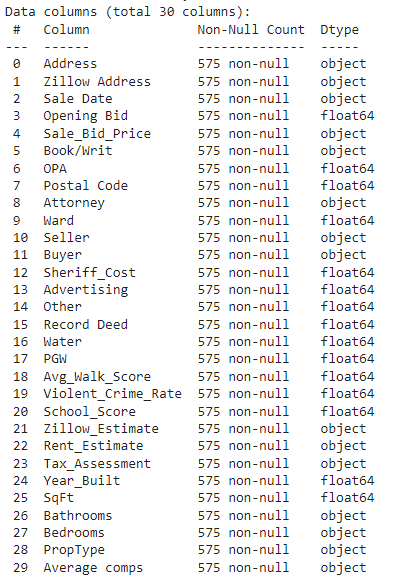 Data columns (total 30 columns):
 #   Column              Non-Null Count  Dtype
---  ------              --------------  -----
 0   Address             575 non-null    object
 1   Zillow Address      575 non-null    object
 2   Sale Date           575 non-null    object
 3   Opening Bid         575 non-null    float64
 4   Sale_Bid_Price      575 non-null    object
 5   Book/Writ           575 non-null    object
 6   OPA                 575 non-null    float64
 7   Postal Code         575 non-null    float64
 8   Attorney            575 non-null    object
 9   Ward                575 non-null    float64
 10  Seller              575 non-null    object
 11  Buyer               575 non-null    object
 12  Sheriff_Cost        575 non-null    float64
 13  Advertising         575 non-null    float64
 14  Other               575 non-null    float64
 15  Record Deed         575 non-null    float64
 16  Water               575 non-null    float64
 17  PGW                 575 non-null    float64
 18  Avg_Walk_Score      575 non-null    float64
 19  Violent_Crime_Rate  575 non-null    float64
 20  School_Score        575 non-null    float64
 21  Zillow_Estimate     575 non-null    object
 22  Rent_Estimate       575 non-null    object
 23  Tax_Assessment      575 non-null    object
 24  Year_Built          575 non-null    float64
 25  SqFt                575 non-null    float64
 26  Bathrooms           575 non-null    object
 27  Bedrooms            575 non-null    object
 28  PropType            575 non-null    object
 29  Average comps       575 non-null    object